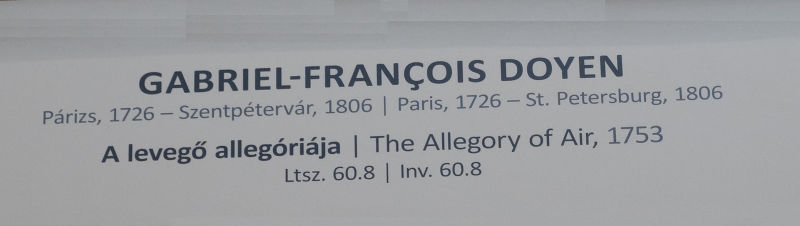 GABRIEL-FRANÇOIS DOYEN
Párizs, 1726 – Szentpétervár, 1806 | Paris, 1726 – St. Petersburg, 1806
A levegő allegóriája | The Allegory of Air, 1753
Ltsz. 60.8 | Inv. 60.8